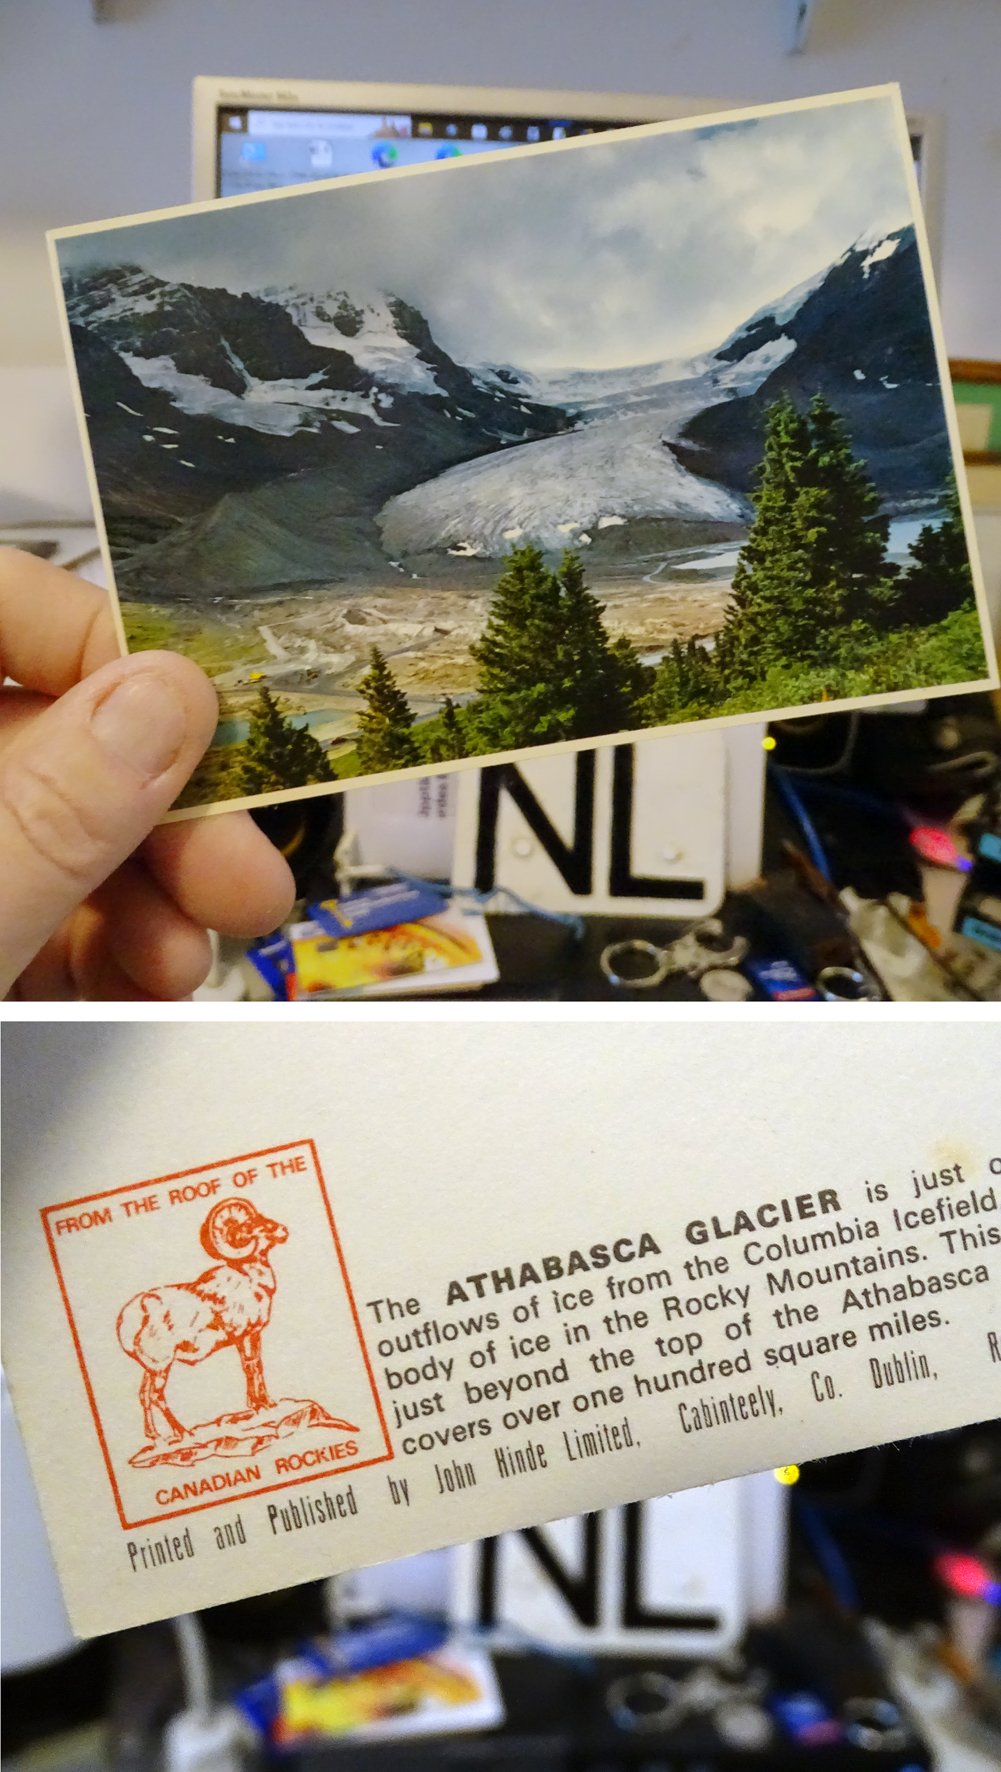 NL
FROM THE ROOF OF THE
CANADIAN ROCKIES
The ATHABASCA GLACIER is just
outflows of ice from the Columbia Icefield
body of ice in the Rocky Mountains. This
just beyond the top of the Athabasca
covers over one hundred square miles.
Printed and Published by John Hinde Limited, Cabinteely, Co. Dublin,
NL